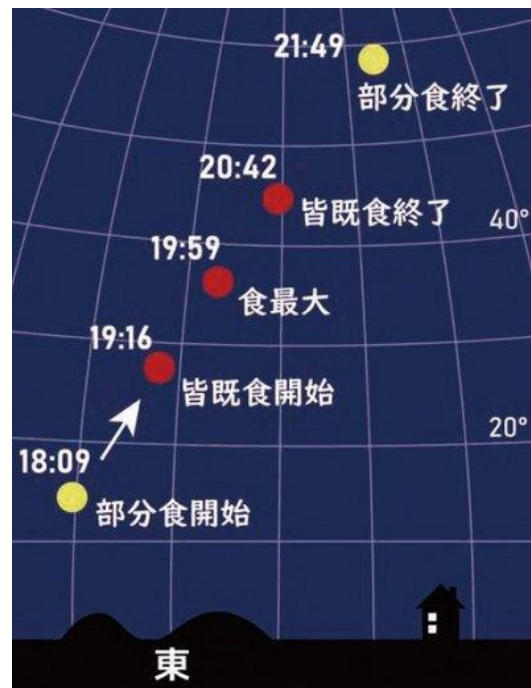 21:49
部分食終了
20:42
皆既食終了
40°
19:59
食最大
19:16
皆既食開始
20°
18:09
部分食開始
東